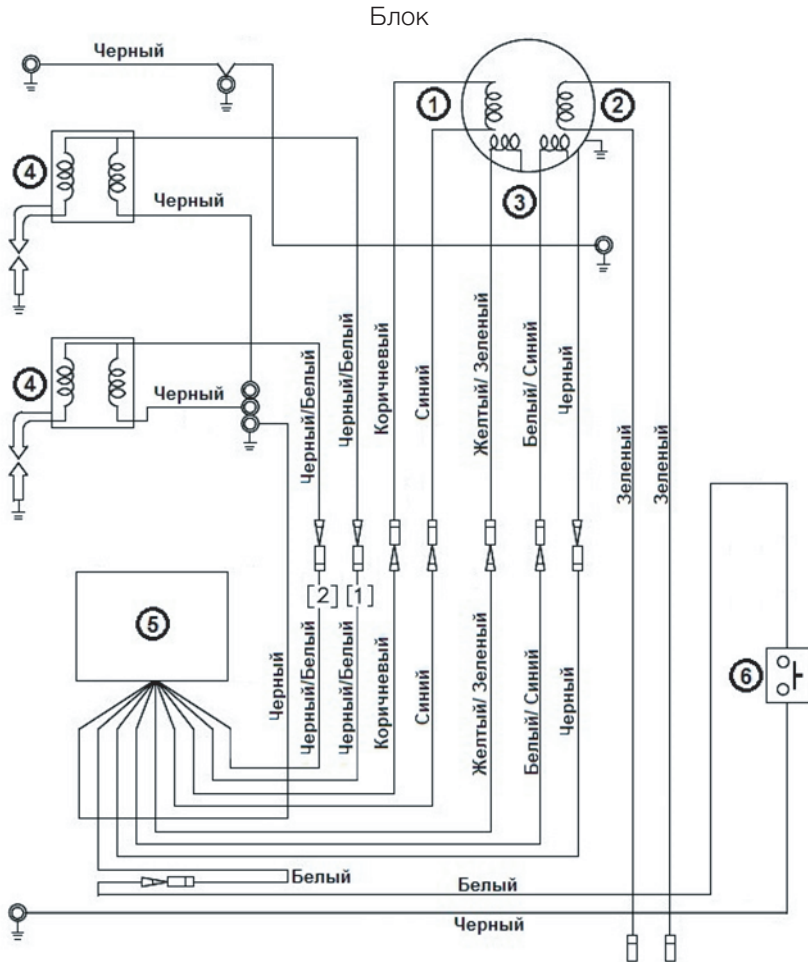 Блок
Черный
1
2
4
3
Черный
4
Черный
Черный/Белый
Черный/Белый
Коричневый
Синий
Желтый/ Зеленый
Белый/ Синий
Черный
Зеленый
Зеленый
[2]
[1]
5
Черный
Черный/Белый
Черный/Белый
Коричневый
Синий
Желтый/ Зеленый
Белый/ Синий
Черный
6
Белый
Белый
Черный